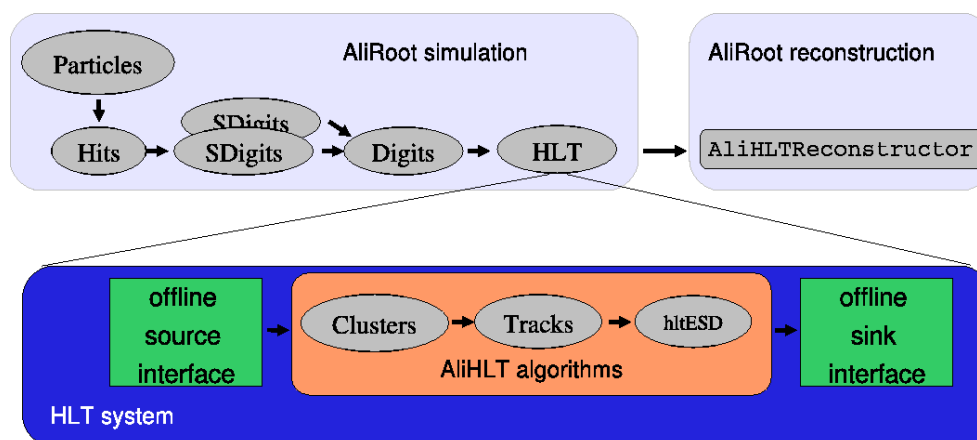 AliRoot simulation
Particles
SDigits
Hits
SDigits
Digits
HLT
AliRoot reconstruction
AliHLTReconstructor
offline
source
interface
Clusters
Tracks
hltESD
AliHLT algorithms
offline
sink
interface
HLT system